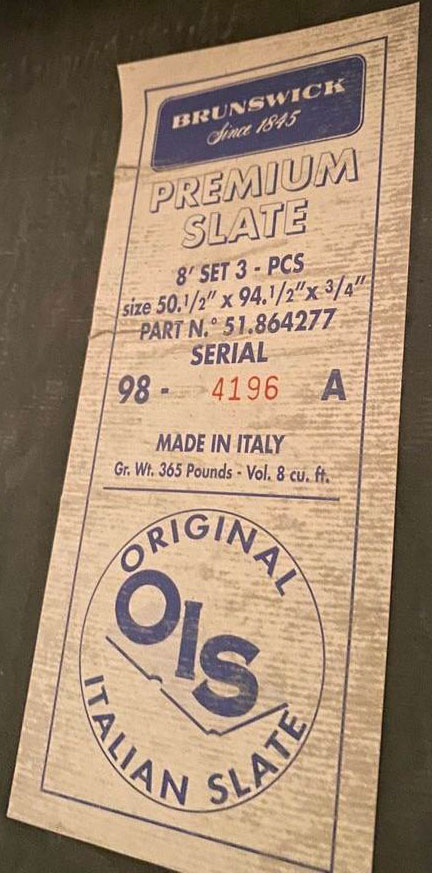 BRUNSWICK
Since 1845
PREMIUM
SLATE
8' SET 3 - PCS
size 50.1/2" x 94.1/2"x 3/4"
PART N.° 51.864277
SERIAL
98 - 4196 A
MADE IN ITALY
Gr. Wt. 365 Pounds - Vol. 8 cu. ft.
ORIGINAL
OIS
ITALIAN SLATE